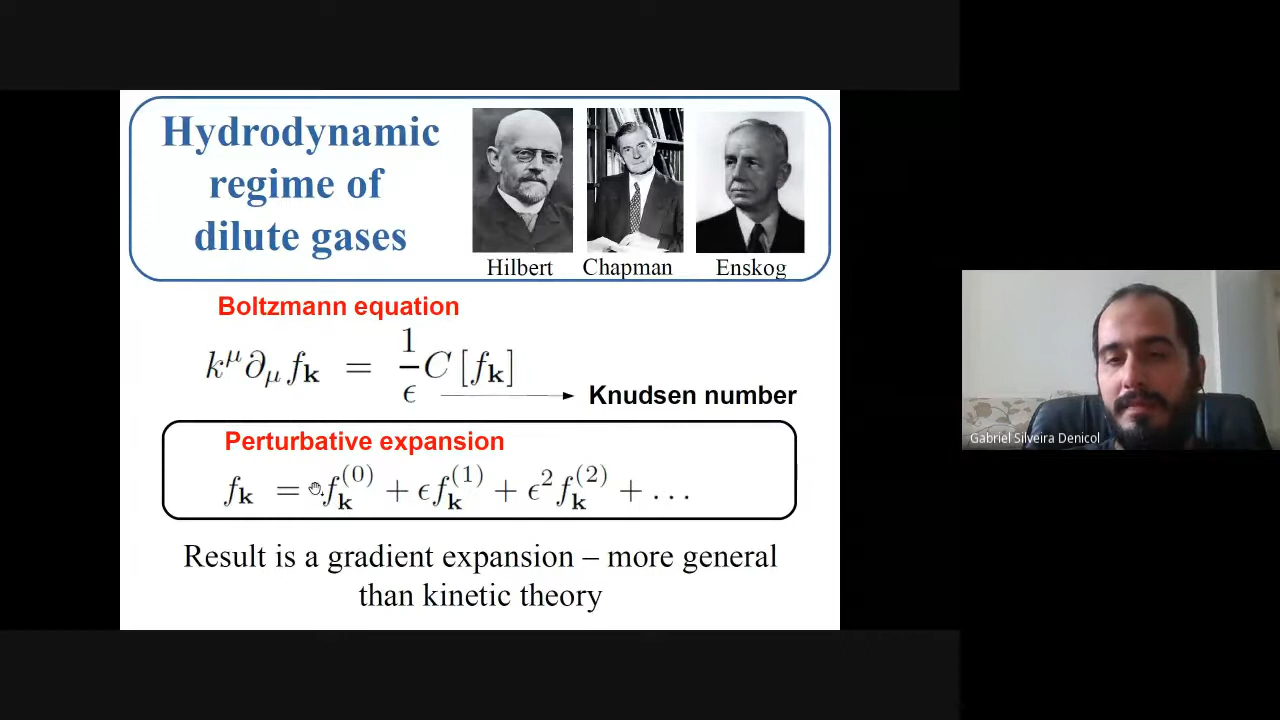 Hydrodynamic
regime of
dilute gases
Hilbert
Chapman
Enskog
Boltzmann equation
k^μ ∂_μ f_𝐤 = 1/ϵ C [f_𝐤]
Knudsen number
Perturbative expansion
f_𝐤 = f_𝐤^(0) + ϵ f_𝐤^(1) + ϵ^2 f_𝐤^(2) + ...
Result is a gradient expansion – more general
than kinetic theory
Gabriel Silveira Denicol